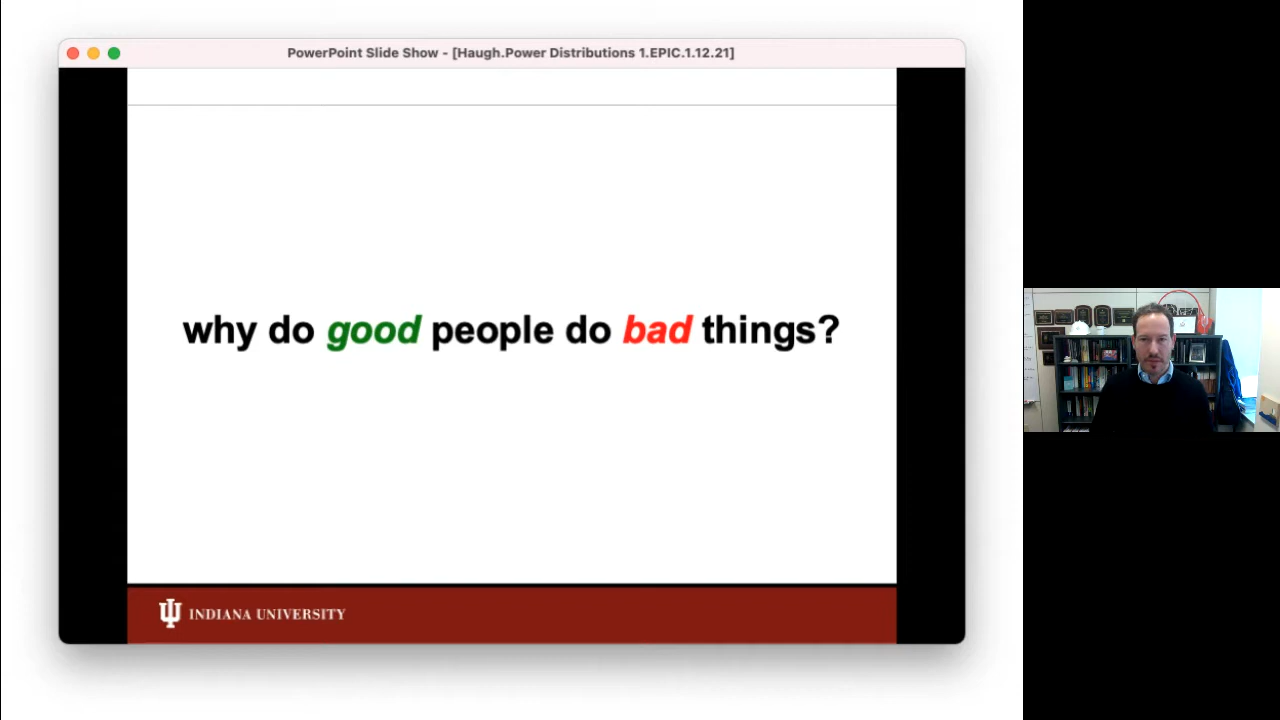 PowerPoint Slide Show - [Haugh.Power Distributions 1.EPIC.1.12.21]
why do good people do bad things?
INDIANA UNIVERSITY